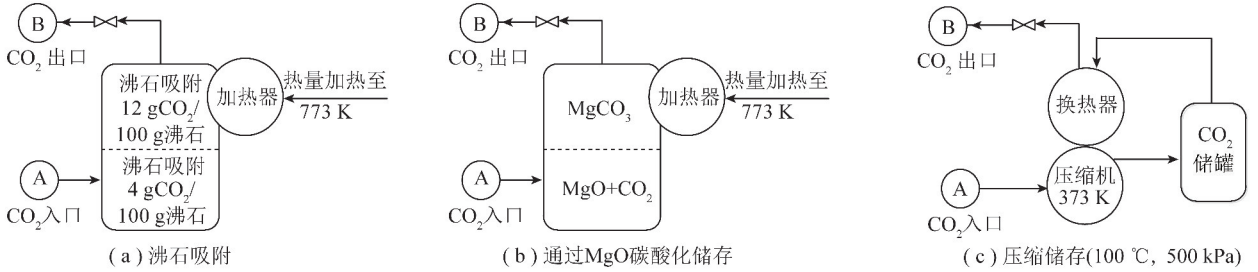 B
CO₂ 出口
沸石吸附
12 gCO₂/
100 g沸石
加热器
热量加热至
773 K
沸石吸附
4 gCO₂/
100 g沸石
A
CO₂入口
( a ) 沸石吸附
B
CO₂ 出口
MgCO₃
加热器
热量加热至
773 K
MgO+CO₂
A
CO₂入口
( b ) 通过MgO碳酸化储存
B
CO₂ 出口
换热器
CO₂
储罐
压缩机
373 K
A
CO₂入口
( c ) 压缩储存(100 ℃, 500 kPa)